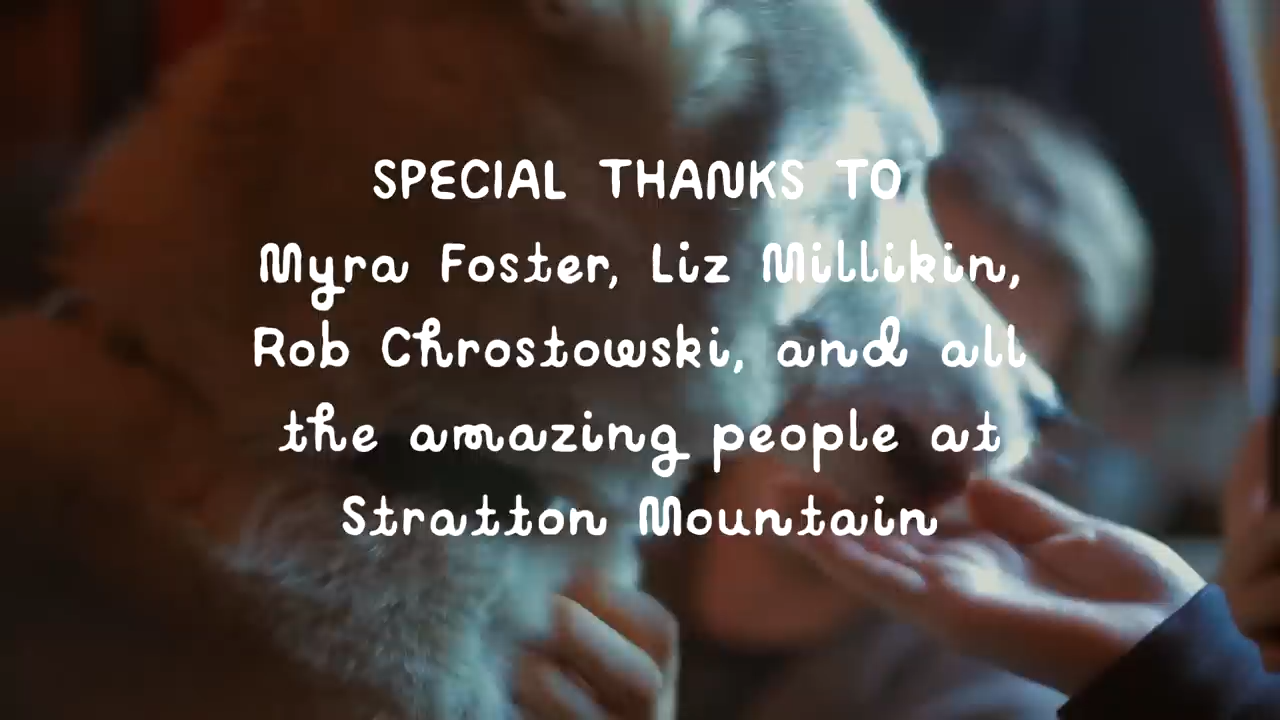 SPECIAL THANKS TO
Myra Foster, Liz Millikin,
Rob Chrostowski, and all
the amazing people at
Stratton Mountain